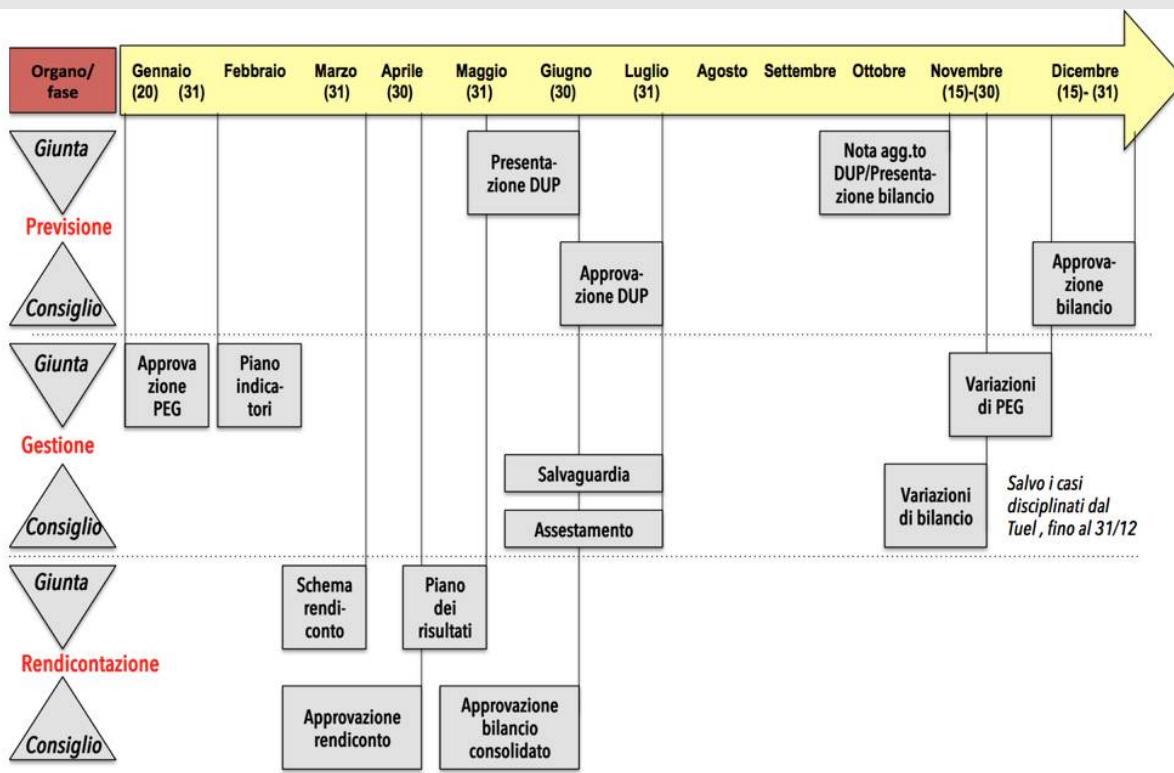 Organo/
fase
Gennaio
(20) (31)
Febbraio
Marzo
(31)
Aprile
(30)
Maggio
(31)
Giugno
(30)
Luglio
(31)
Agosto
Settembre
Ottobre
Novembre
(15)-(30)
Dicembre
(15)- (31)
Giunta
Presenta-
zione DUP
Nota agg.to
DUP/Presenta-
zione bilancio
Previsione
Consiglio
Approva-
zione DUP
Approva-
zione
bilancio
Giunta
Approva
zione
PEG
Piano
indica-
tori
Variazioni
di PEG
Gestione
Consiglio
Salvaguardia
Assestamento
Variazioni
di bilancio
Salvo i casi
disciplinati dal
Tuel , fino al 31/12
Giunta
Schema
rendi-
conto
Piano
dei
risultati
Rendicontazione
Consiglio
Approvazione
rendiconto
Approvazione
bilancio
consolidato